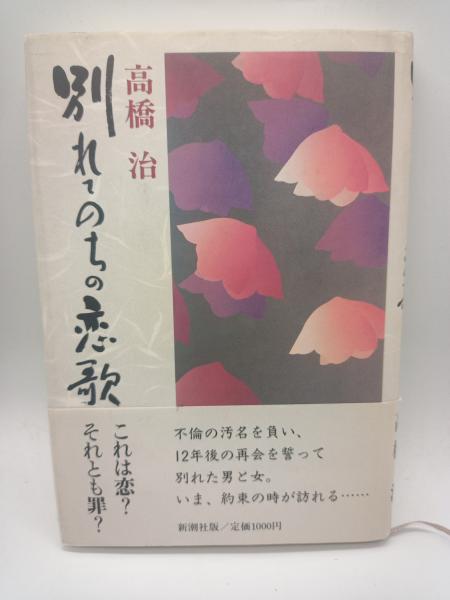 別れてのちの恋歌
高橋 治
これは恋?
それとも罪?
不倫の汚名を負い、
12年後の再会を誓って
別れた男と女。
いま、約束の時が訪れる……
新潮社版/定価1000円